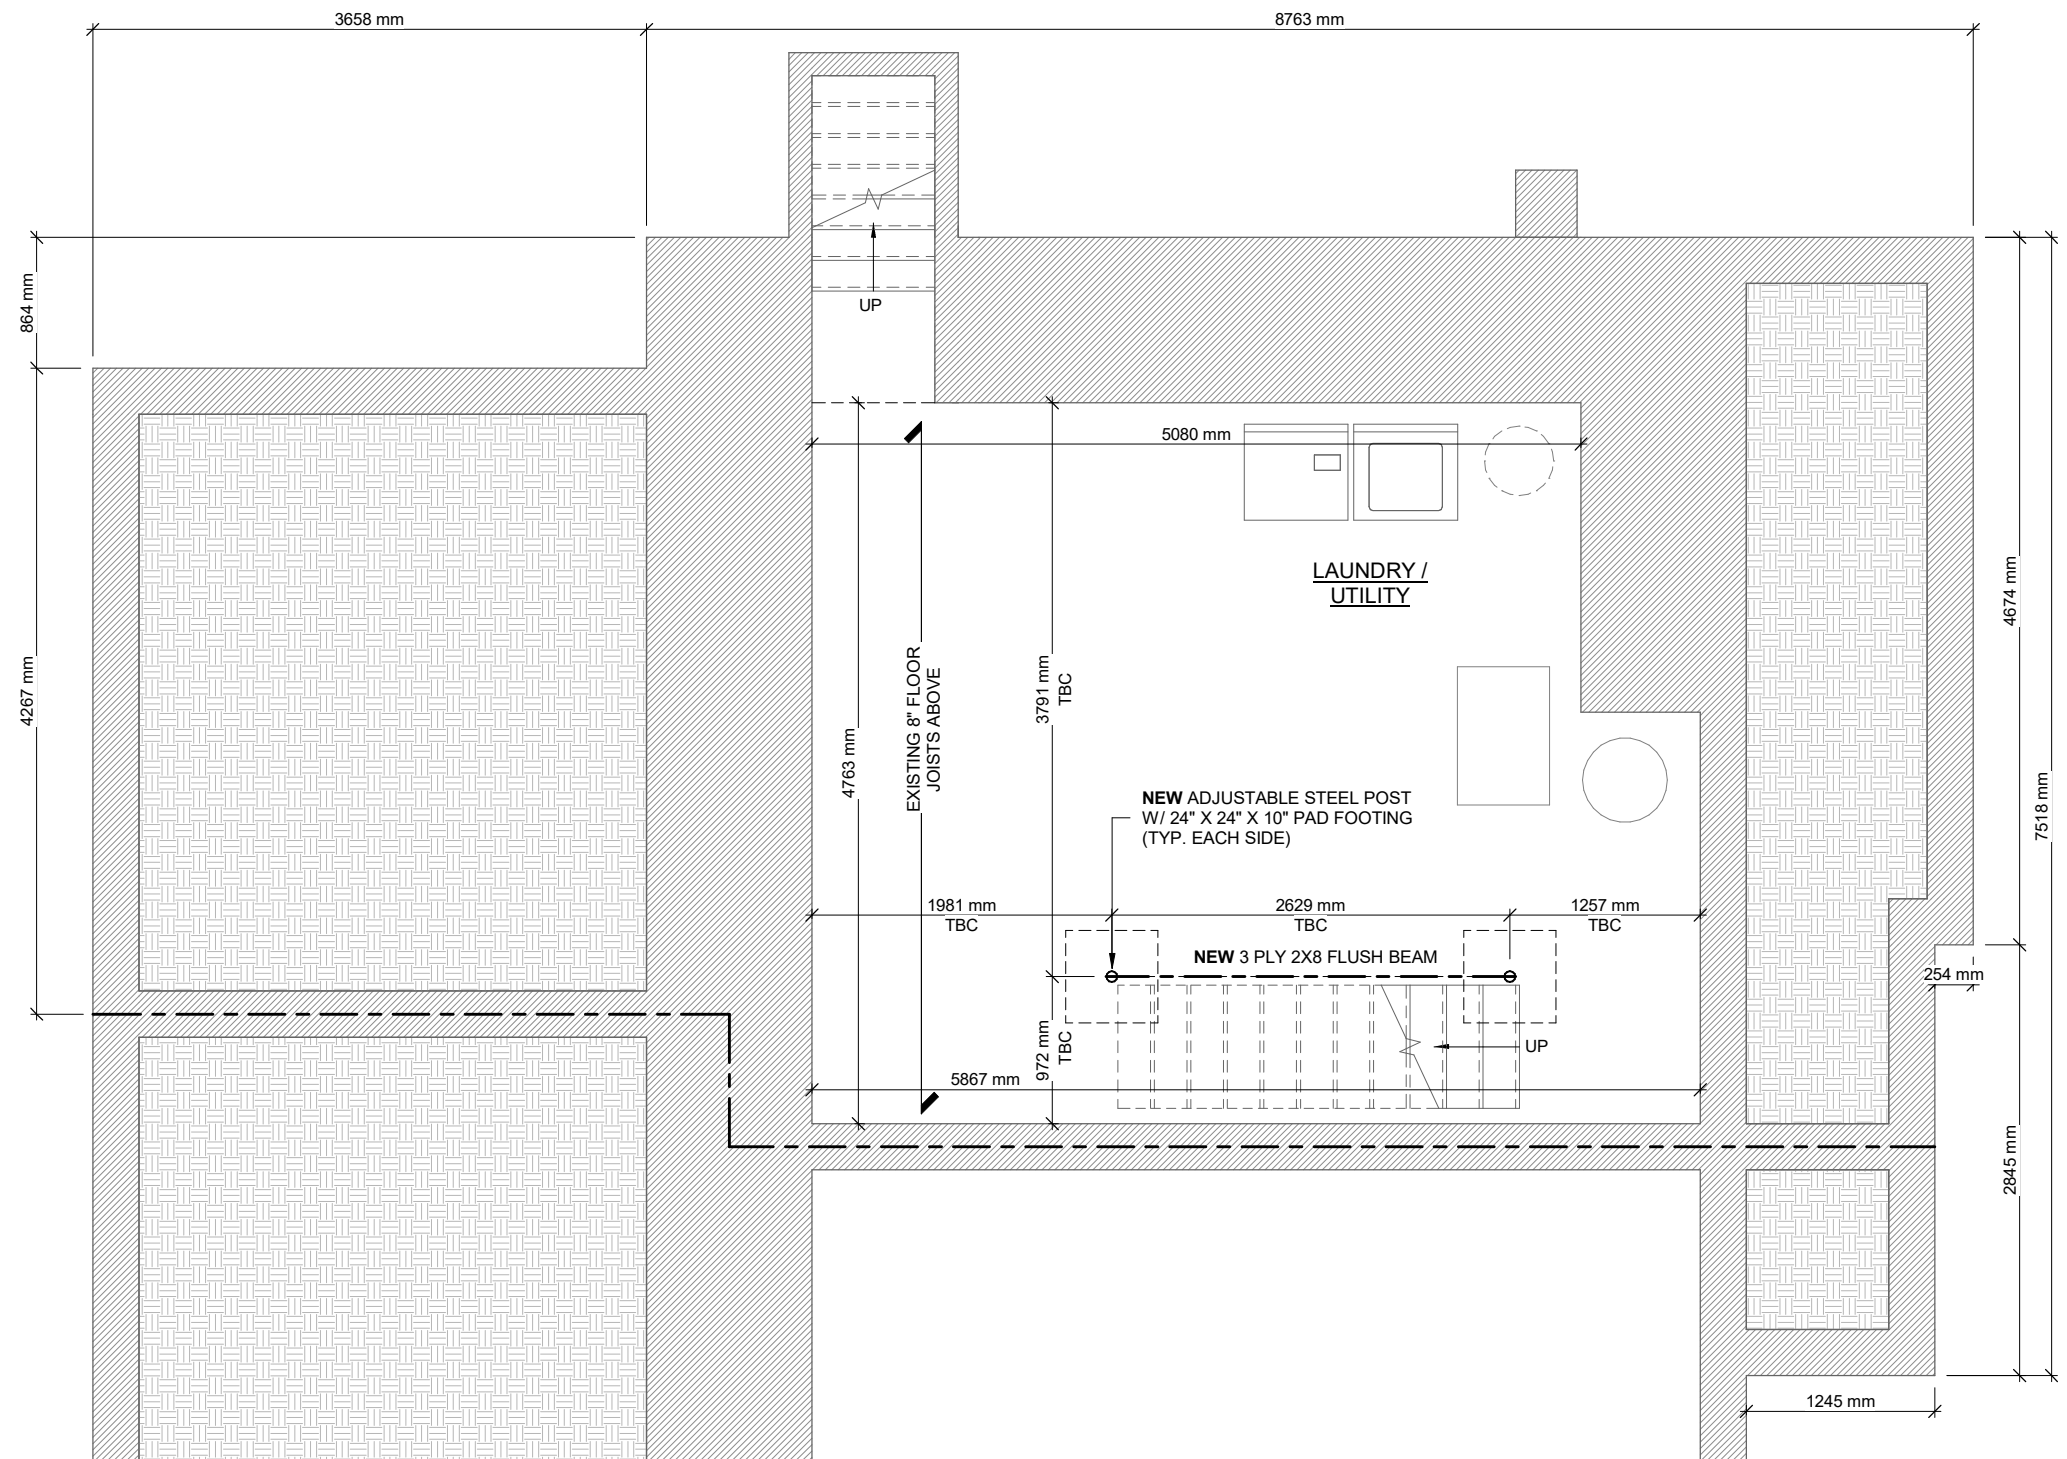 3658 mm
8763 mm
864 mm
UP
4267 mm
5080 mm
LAUNDRY /
UTILITY
EXISTING 8" FLOOR
JOISTS ABOVE
3791 mm
TBC
4763 mm
4674 mm
7518 mm
NEW ADJUSTABLE STEEL POST
W/ 24" X 24" X 10" PAD FOOTING
(TYP. EACH SIDE)
1981 mm
TBC
2629 mm
TBC
1257 mm
TBC
NEW 3 PLY 2X8 FLUSH BEAM
254 mm
972 mm
TBC
UP
5867 mm
2845 mm
1245 mm